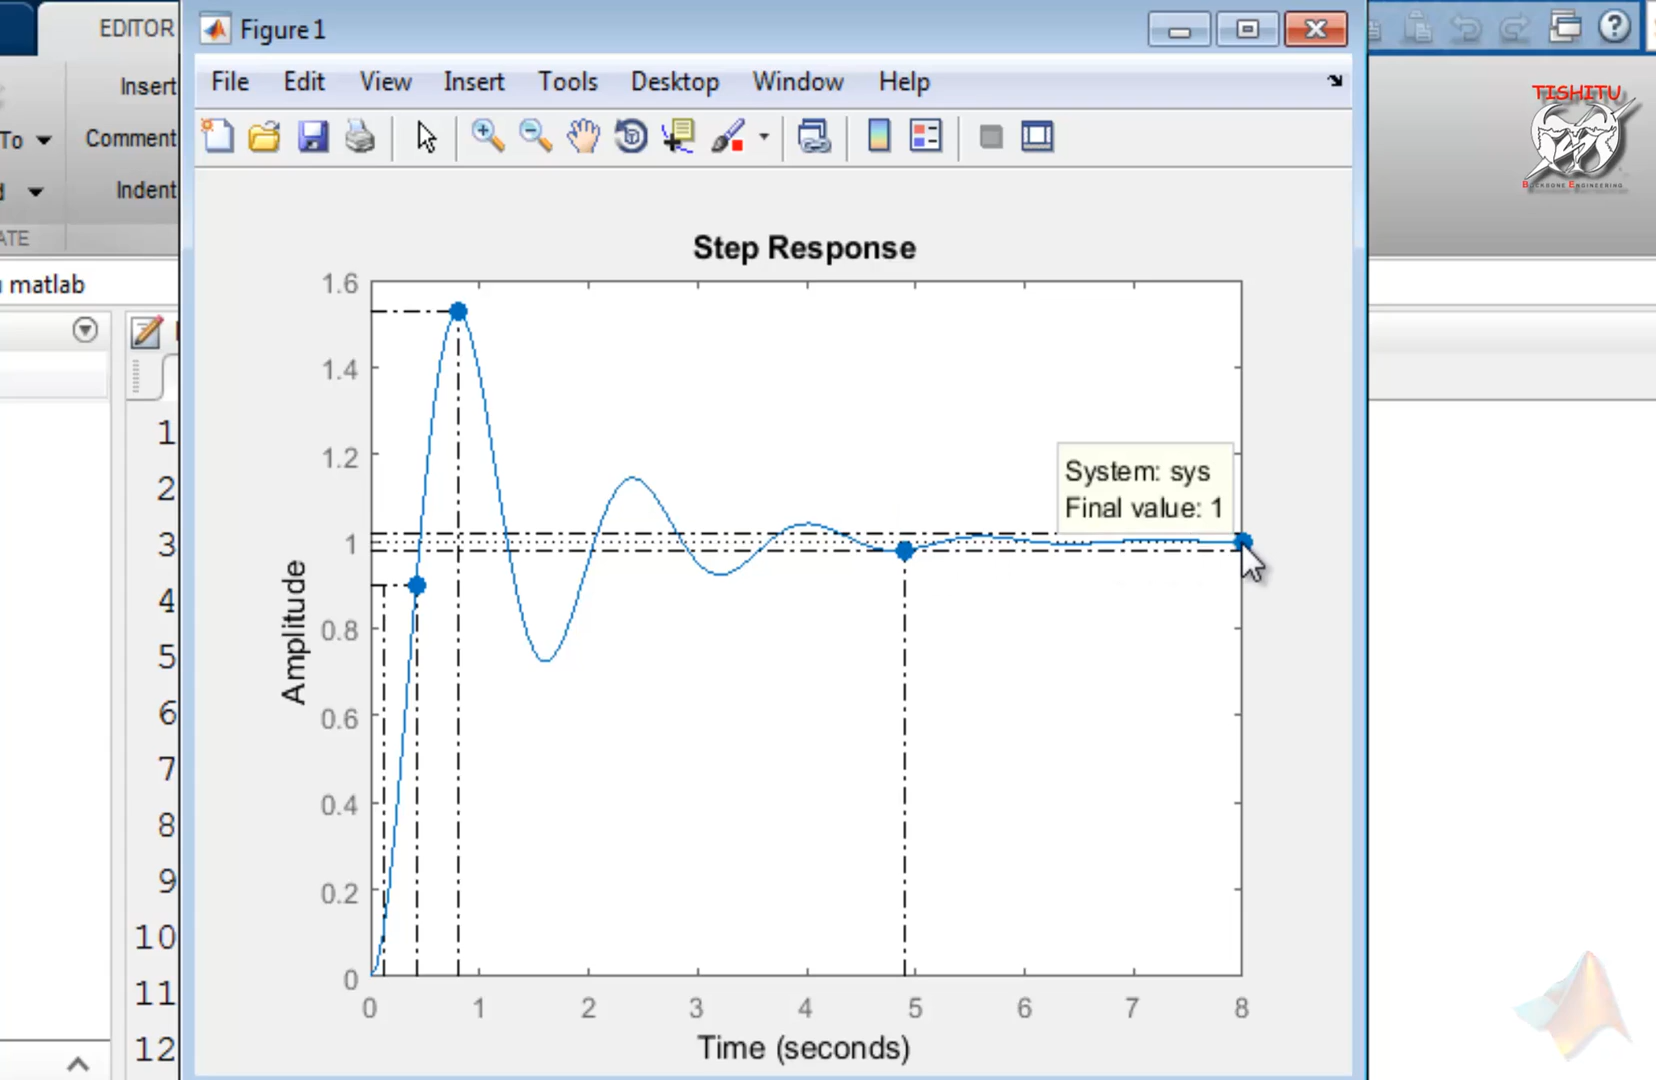 EDITOR
Insert
To
Comment
Indent
ATE
matlab
Figure 1
File Edit View Insert Tools Desktop Window Help
TISHITU
BACKBONE ENGINEERING
Step Response
1.6
1.4
1.2
1
0.8
0.6
0.4
0.2
0
Amplitude
System: sys
Final value: 1
0 1 2 3 4 5 6 7 8
Time (seconds)
1
2
3
4
5
6
7
8
9
10
11
12